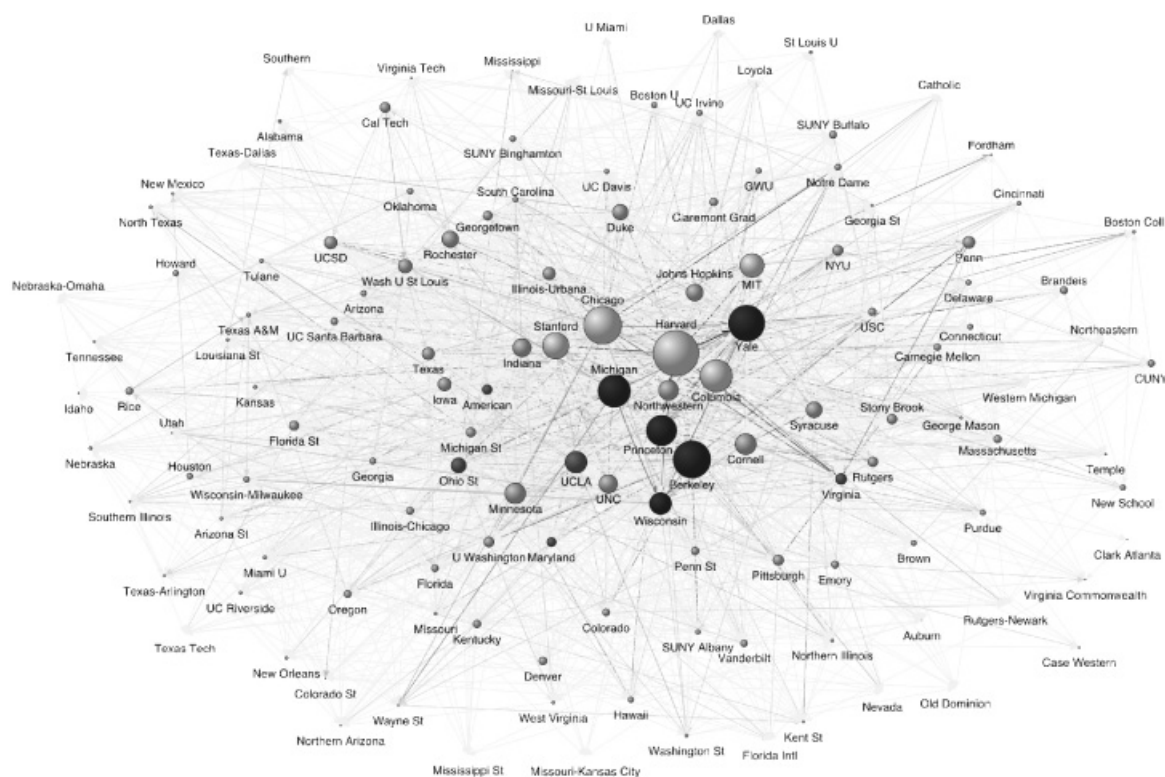 Dallas
U Miami
St Louis U
Southern
Mississippi
Virginia Tech
Loyola
Catholic
Missouri-St Louis
Boston U
UC Irvine
Cal Tech
SUNY Buffalo
Alabama
Fordham
Texas-Dallas
SUNY Binghamton
New Mexico
South Carolina
UC Davis
GWU
Notre Dame
Cincinnati
Oklahoma
North Texas
Georgetown
Duke
Claremont Grad
Georgia St
Boston Coll
UCSD
Rochester
NYU
Penn
Howard
Tulane
Wash U St Louis
Johns Hopkins
MIT
Brandeis
Nebraska-Omaha
Illinois-Urbana
Delaware
Arizona
Chicago
Texas A&M
UC Santa Barbara
Stanford
Harvard
USC
Connecticut
Northeastern
Tennessee
Louisiana St
Yale
Carnegie Mellon
Texas
Indiana
Michigan
CUNY
Idaho
Rice
Kansas
Iowa
American
Northwestern
Columbia
Western Michigan
Utah
Florida St
Syracuse
Stony Brook
George Mason
Michigan St
Princeton
Massachusetts
Nebraska
Houston
Georgia
Ohio St
Cornell
Temple
Wisconsin-Milwaukee
UCLA
UNC
Berkeley
Virginia
Rutgers
New School
Southern Illinois
Minnesota
Wisconsin
Arizona St
Illinois-Chicago
Purdue
Clark Atlanta
U Washington
Maryland
Brown
Miami U
Florida
Penn St
Pittsburgh
Emory
Texas-Arlington
Virginia Commonwealth
UC Riverside
Oregon
Rutgers-Newark
Missouri
Colorado
Kentucky
Texas Tech
SUNY Albany
Vanderbilt
Northern Illinois
Auburn
Case Western
New Orleans
Denver
Colorado St
Old Dominion
Wayne St
West Virginia
Hawaii
Nevada
Northern Arizona
Washington St
Kent St
Florida Intl
Mississippi St
Missouri-Kansas City